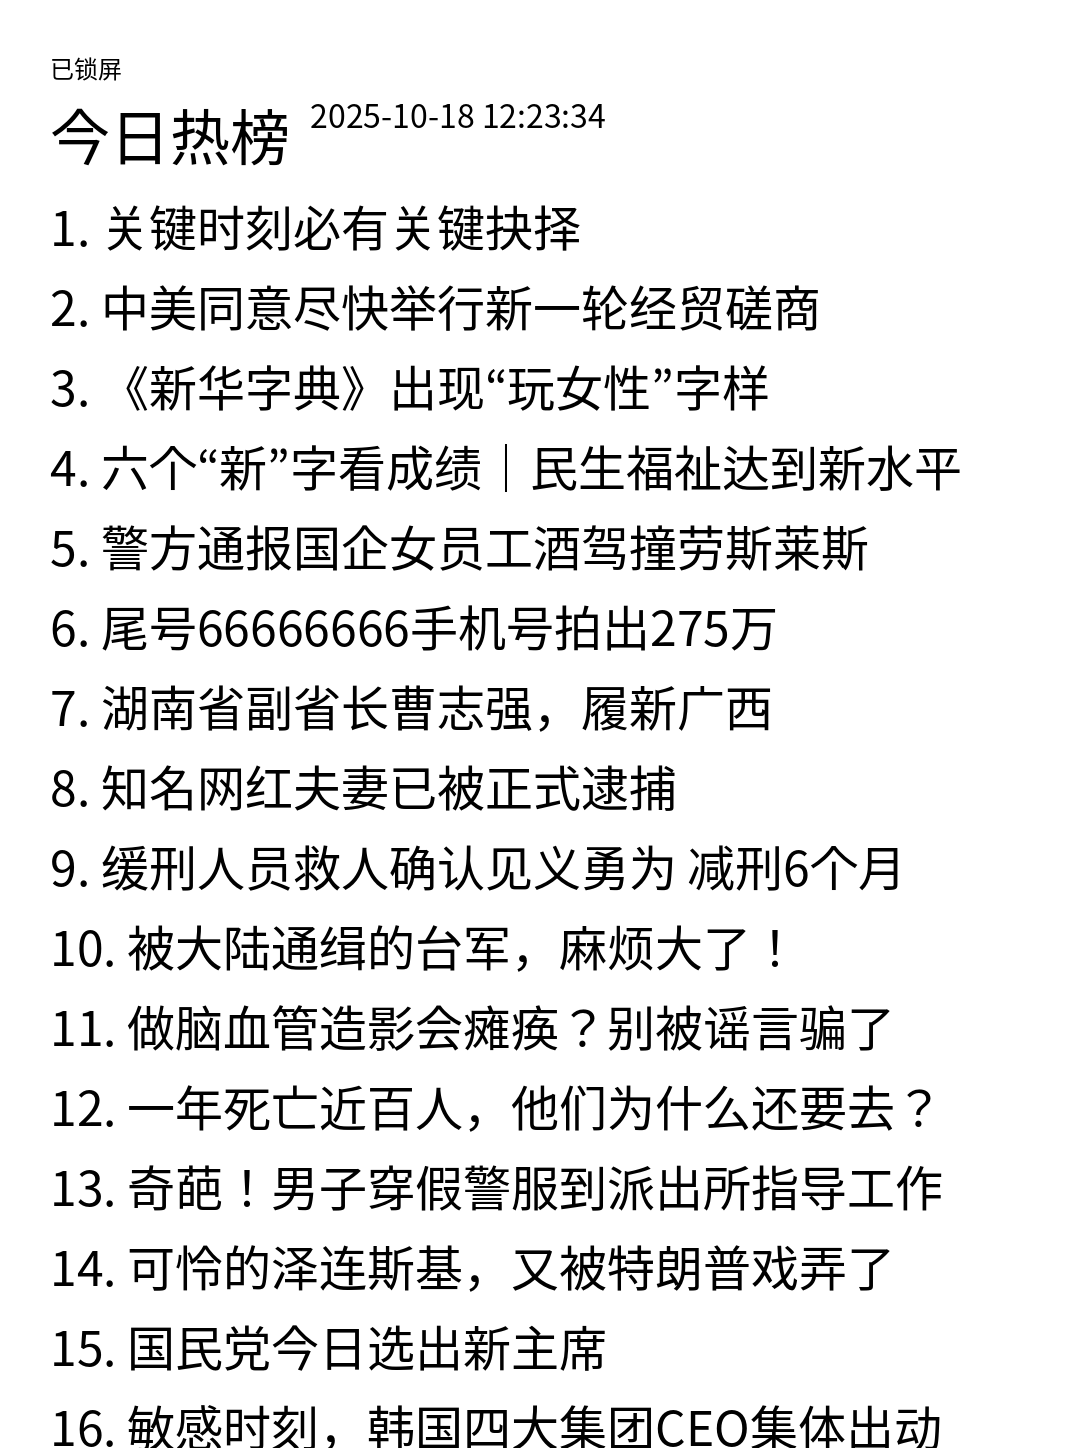 已锁屏
今日热榜 2025-10-18 12:23:34
1. 关键时刻必有关键抉择
2. 中美同意尽快举行新一轮经贸磋商
3. 《新华字典》出现“玩女性”字样
4. 六个“新”字看成绩｜民生福祉达到新水平
5. 警方通报国企女员工酒驾撞劳斯莱斯
6. 尾号66666666手机号拍出275万
7. 湖南省副省长曹志强，履新广西
8. 知名网红夫妻已被正式逮捕
9. 缓刑人员救人确认见义勇为 减刑6个月
10. 被大陆通缉的台军，麻烦大了！
11. 做脑血管造影会瘫痪？别被谣言骗了
12. 一年死亡近百人，他们为什么还要去？
13. 奇葩！男子穿假警服到派出所指导工作
14. 可怜的泽连斯基，又被特朗普戏弄了
15. 国民党今日选出新主席
16. 敏感时刻，韩国四大集团CEO集体出动